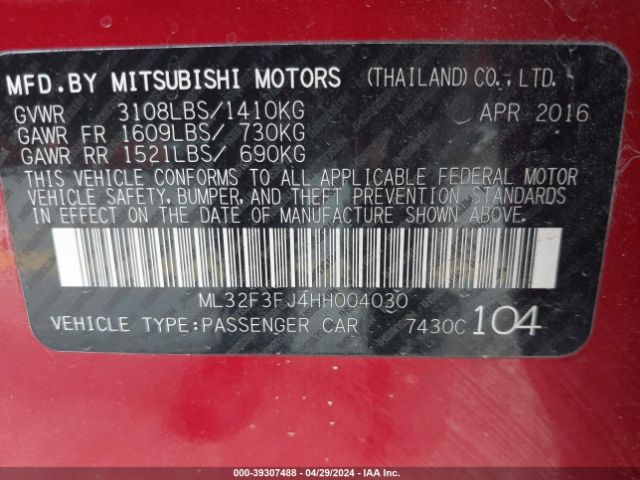 MFD. BY MITSUBISHI MOTORS (THAILAND) CO., LTD.
GVWR 3108LBS/1410KG APR 2016
GAWR FR 1609LBS/ 730KG
GAWR RR 1521LBS/ 690KG
THIS VEHICLE CONFORMS TO ALL APPLICABLE FEDERAL MOTOR
VEHICLE SAFETY, BUMPER, AND THEFT PREVENTION STANDARDS
IN EFFECT ON THE DATE OF MANUFACTURE SHOWN ABOVE.
ML32F3FJ4HH004030
VEHICLE TYPE:PASSENGER CAR 7430C 104
000-39307488 - 04/29/2024 - IAA Inc.